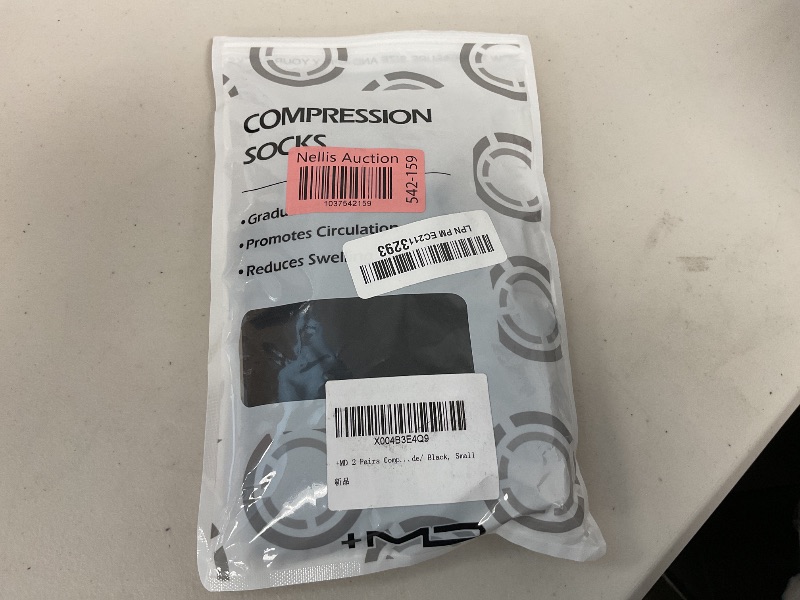 COMPRESSION
SOCKS
Nellis Auction
1037542159
542-159
•Gradu
•Promotes Circulation
•Reduces Swel
LPN PM EC2113293
X004B3E4Q9
+MD 2 Pairs Comp...de/ Black, Small
新品
+MD